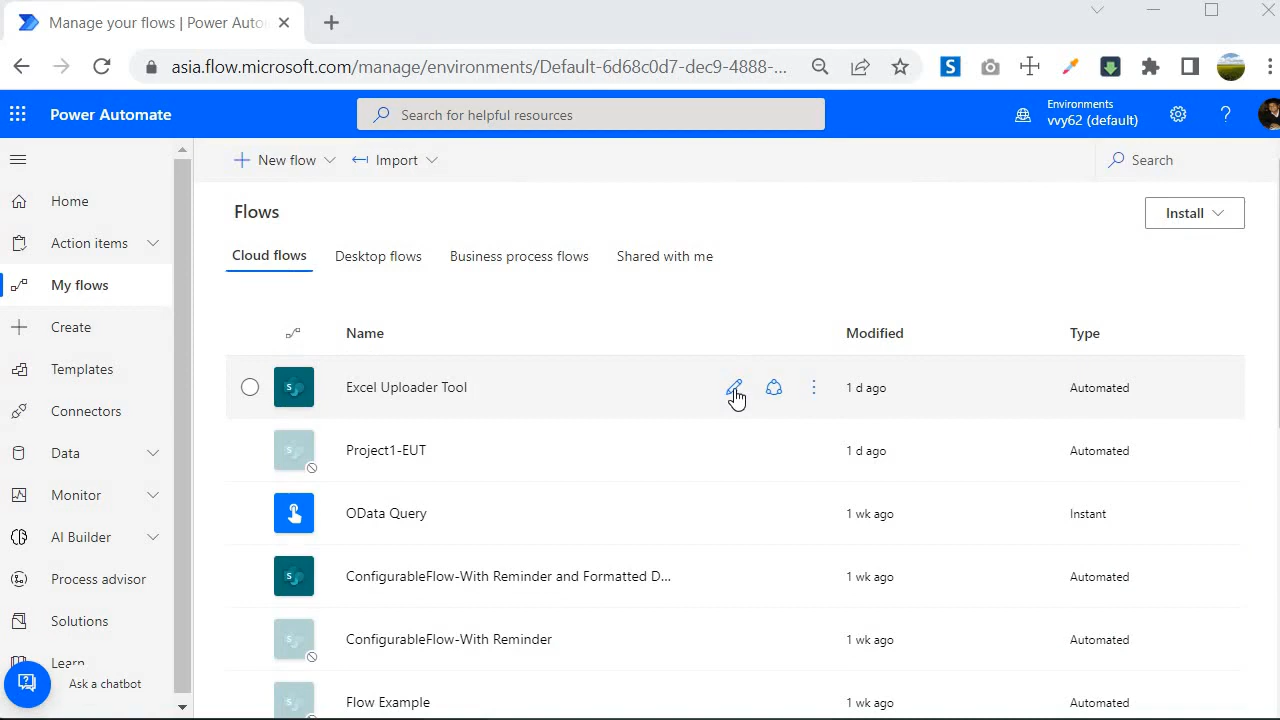 Manage your flows | Power Auto
asia.flow.microsoft.com/manage/environments/Default-6d68c0d7-dec9-4888-...
S
Power Automate
Search for helpful resources
Environments
vvy62 (default)
?
New flow
Import
Search
Home
Action items
My flows
Create
Templates
Connectors
Data
Monitor
AI Builder
Process advisor
Solutions
Learn
Ask a chatbot
Flows
Install
Cloud flows
Desktop flows
Business process flows
Shared with me
Name
Modified
Type
S
Excel Uploader Tool
1 d ago
Automated
S
Project1-EUT
1 d ago
Automated
OData Query
1 wk ago
Instant
S
ConfigurableFlow-With Reminder and Formatted D...
1 wk ago
Automated
S
ConfigurableFlow-With Reminder
1 wk ago
Automated
S
Flow Example
1 wk ago
Automated